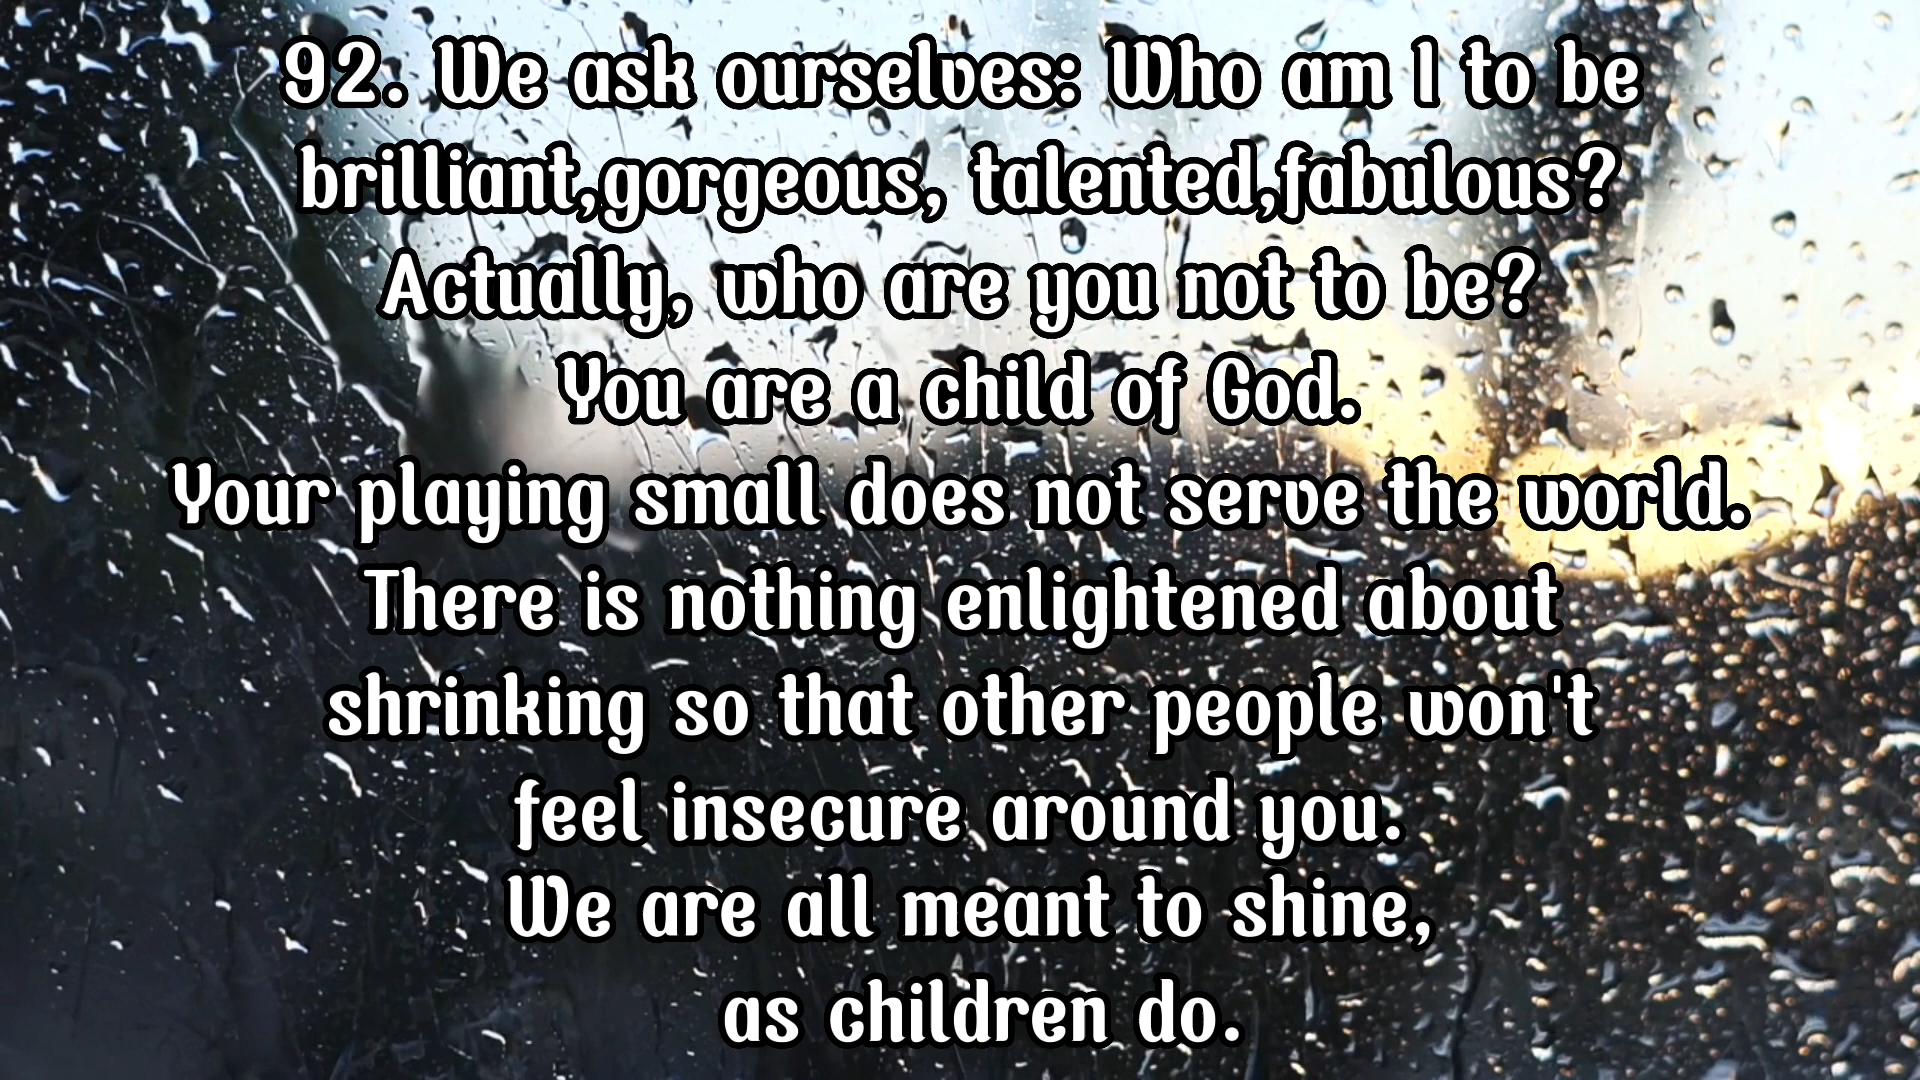 92. We ask ourselves: Who am I to be
brilliant,gorgeous, talented,fabulous?
Actually, who are you not to be?
You are a child of God.
Your playing small does not serve the world.
There is nothing enlightened about
shrinking so that other people won't
feel insecure around you.
We are all meant to shine,
as children do.